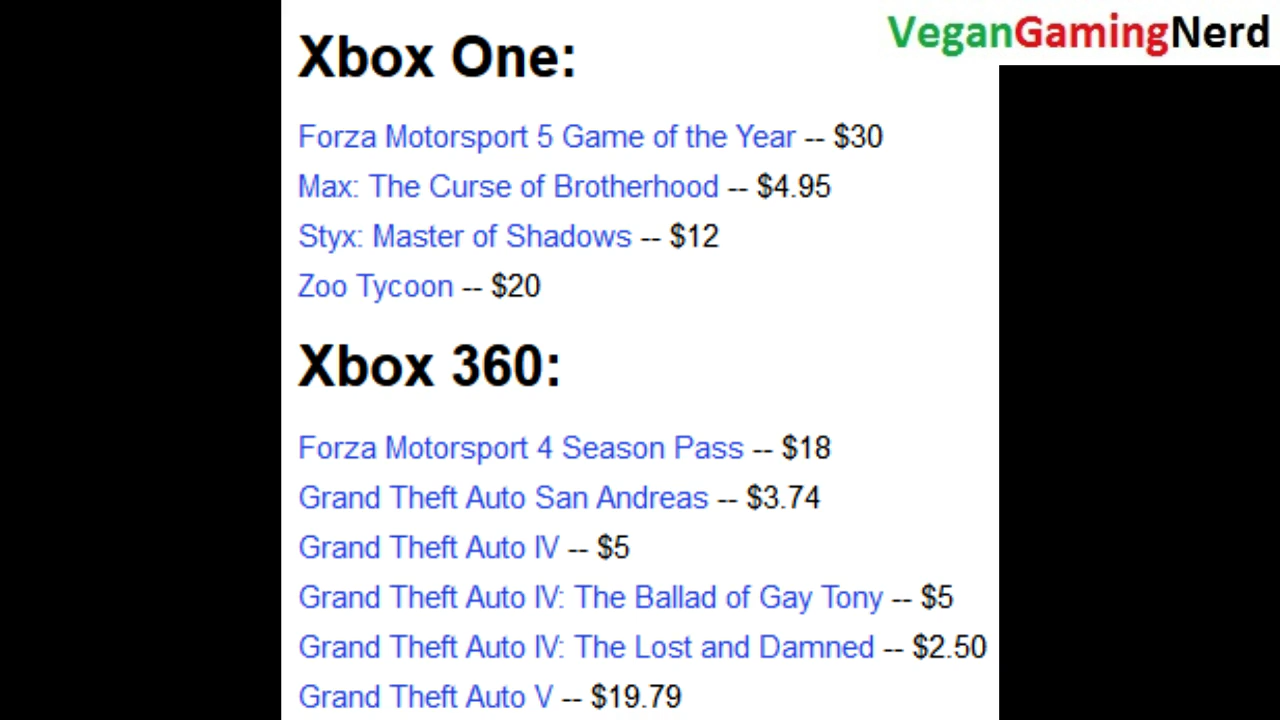 VeganGamingNerd
Xbox One:
Forza Motorsport 5 Game of the Year -- $30
Max: The Curse of Brotherhood -- $4.95
Styx: Master of Shadows -- $12
Zoo Tycoon -- $20
Xbox 360:
Forza Motorsport 4 Season Pass -- $18
Grand Theft Auto San Andreas -- $3.74
Grand Theft Auto IV -- $5
Grand Theft Auto IV: The Ballad of Gay Tony -- $5
Grand Theft Auto IV: The Lost and Damned -- $2.50
Grand Theft Auto V -- $19.79